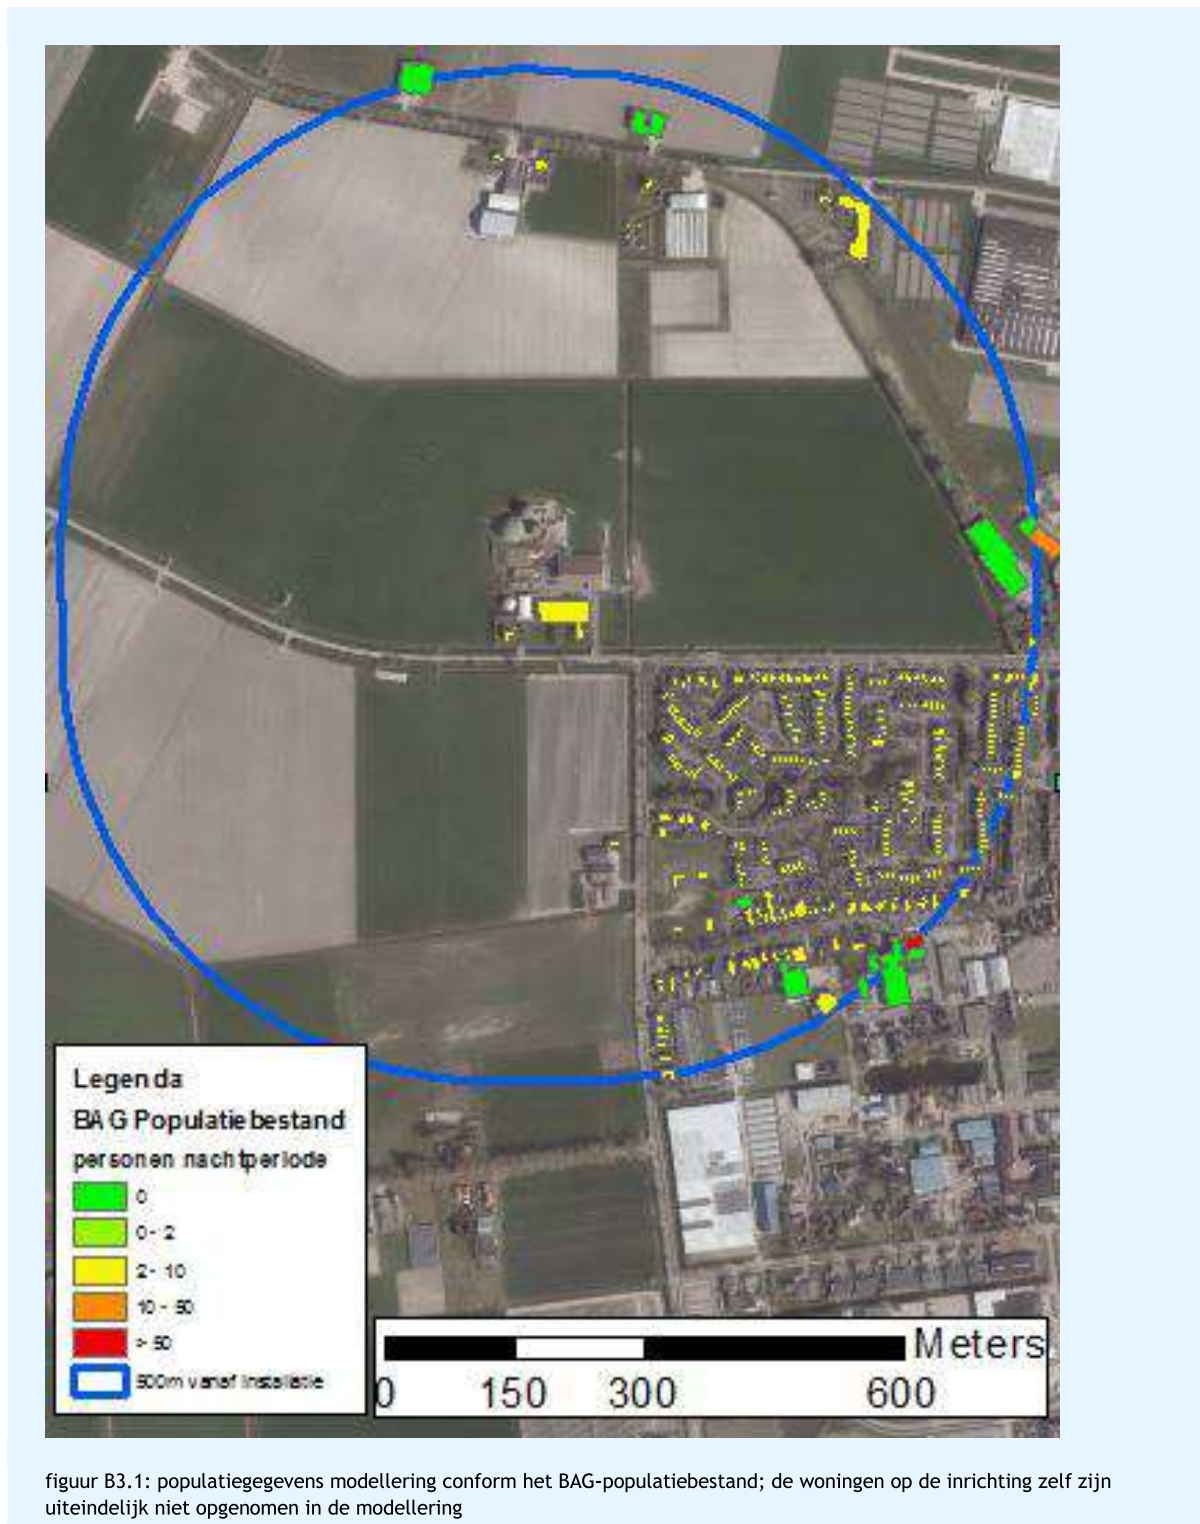 Legenda
BAG Populatiebestand
personen nachtperiode
0
0 - 2
2 - 10
10 - 50
> 50
500m vanaf installatie
Meters
0 150 300 600
figuur B3.1: populatiegegevens modellering conform het BAG-populatiebestand; de woningen op de inrichting zelf zijn
uiteindelijk niet opgenomen in de modellering